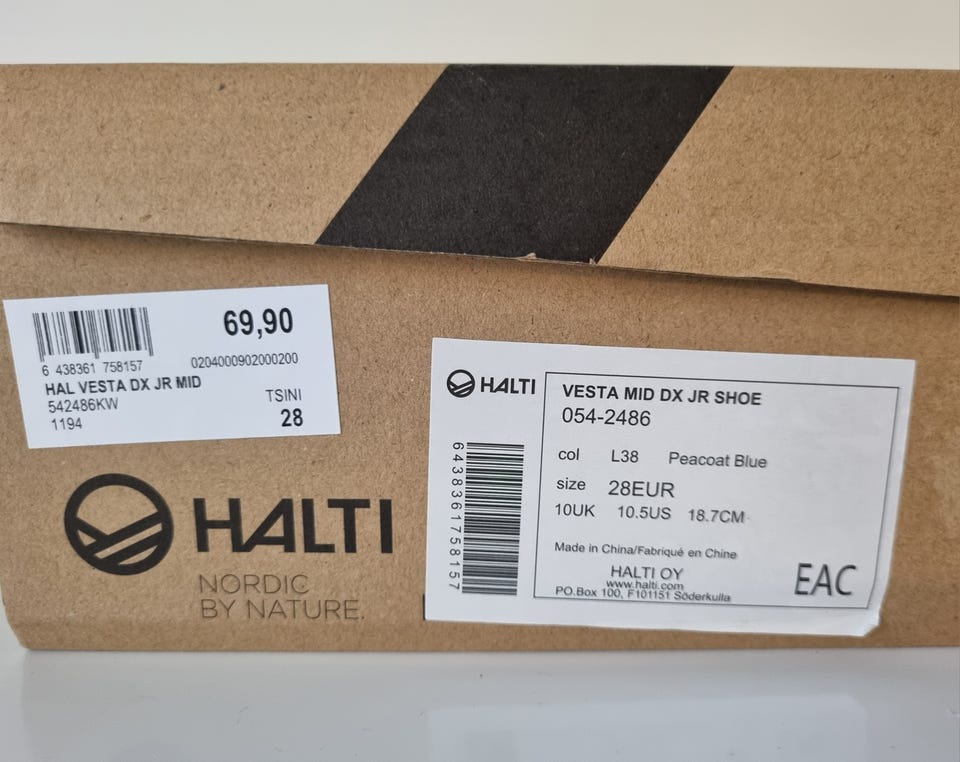 69,90
6 438361 758157
0204000902000200
HAL VESTA DX JR MID
542486KW
TSINI
1194
28
HALTI
NORDIC
BY NATURE.
HALTI
6438361758157
VESTA MID DX JR SHOE
054-2486
col L38 Peacoat Blue
size 28EUR
10UK 10.5US 18.7CM
Made in China/Fabriqué en Chine
HALTI OY
www.halti.com
PO.Box 100, F101151 Söderkulla
EAC